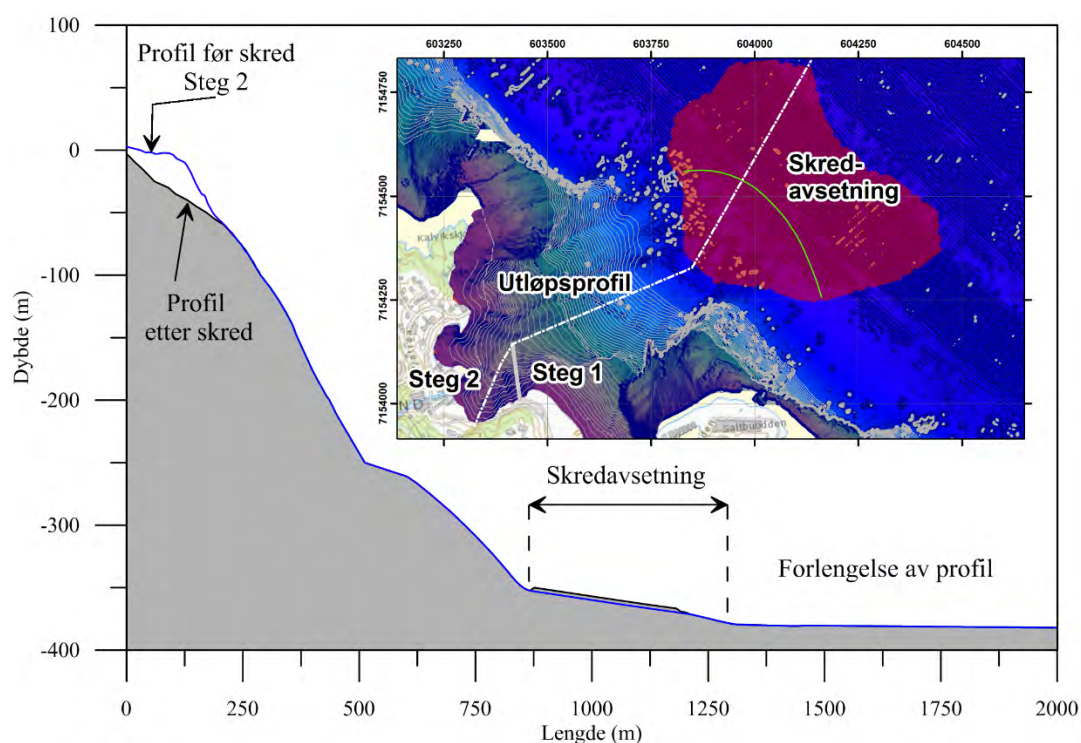 100
0
-100
-200
-300
-400
Dybde (m)
Profil før skred
Steg 2
Profil
etter skred
603250
603500
603750
604000
604250
604500
7154750
7154500
7154250
7154000
Skred-
avsetning
Utløpsprofil
Steg 2
Steg 1
Kalvikskj
N D
Saltbuodden
Skredavsetning
Forlengelse av profil
0
250
500
750
1000
1250
1500
1750
2000
Lengde (m)